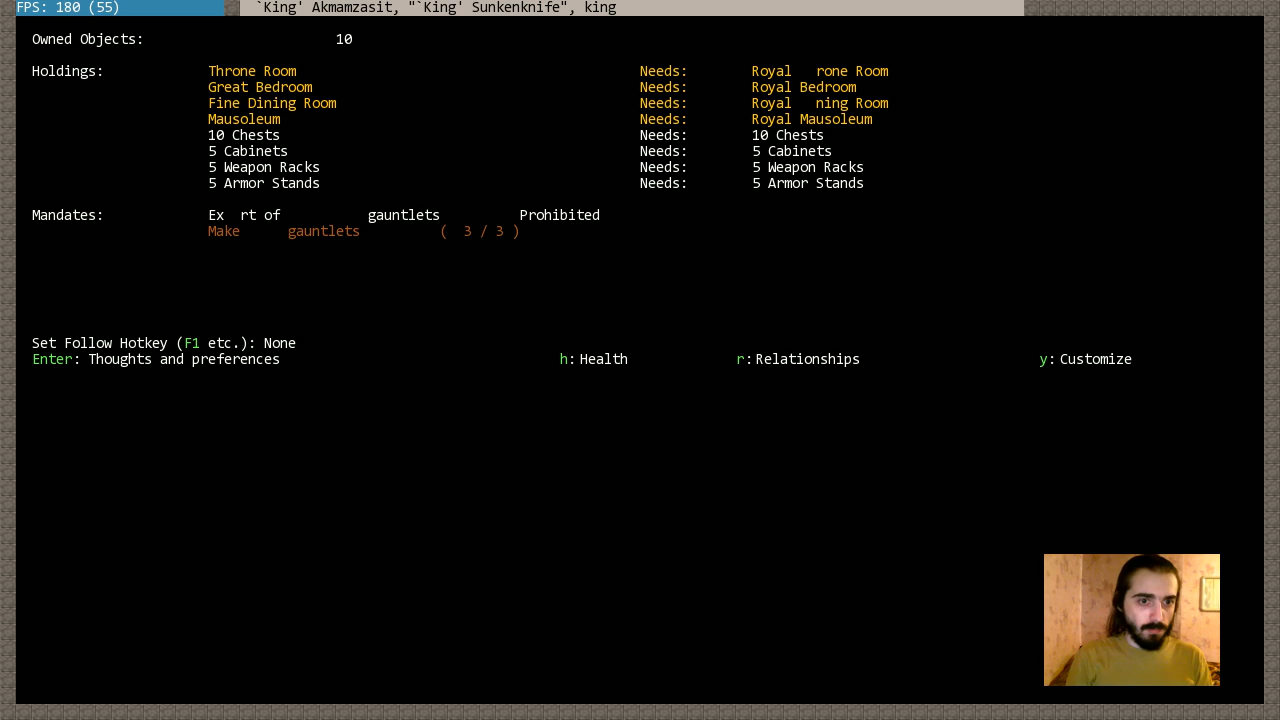 FPS: 180 (55) `King' Akmamzasit, "`King' Sunkenknife", king
Owned Objects: 10
Holdings: Throne Room Needs: Royal rone Room
Great Bedroom Needs: Royal Bedroom
Fine Dining Room Needs: Royal ning Room
Mausoleum Needs: Royal Mausoleum
10 Chests Needs: 10 Chests
5 Cabinets Needs: 5 Cabinets
5 Weapon Racks Needs: 5 Weapon Racks
5 Armor Stands Needs: 5 Armor Stands
Mandates: Ex rt of gauntlets Prohibited
Make gauntlets ( 3 / 3 )
Set Follow Hotkey (F1 etc.): None
Enter: Thoughts and preferences h: Health r: Relationships y: Customize